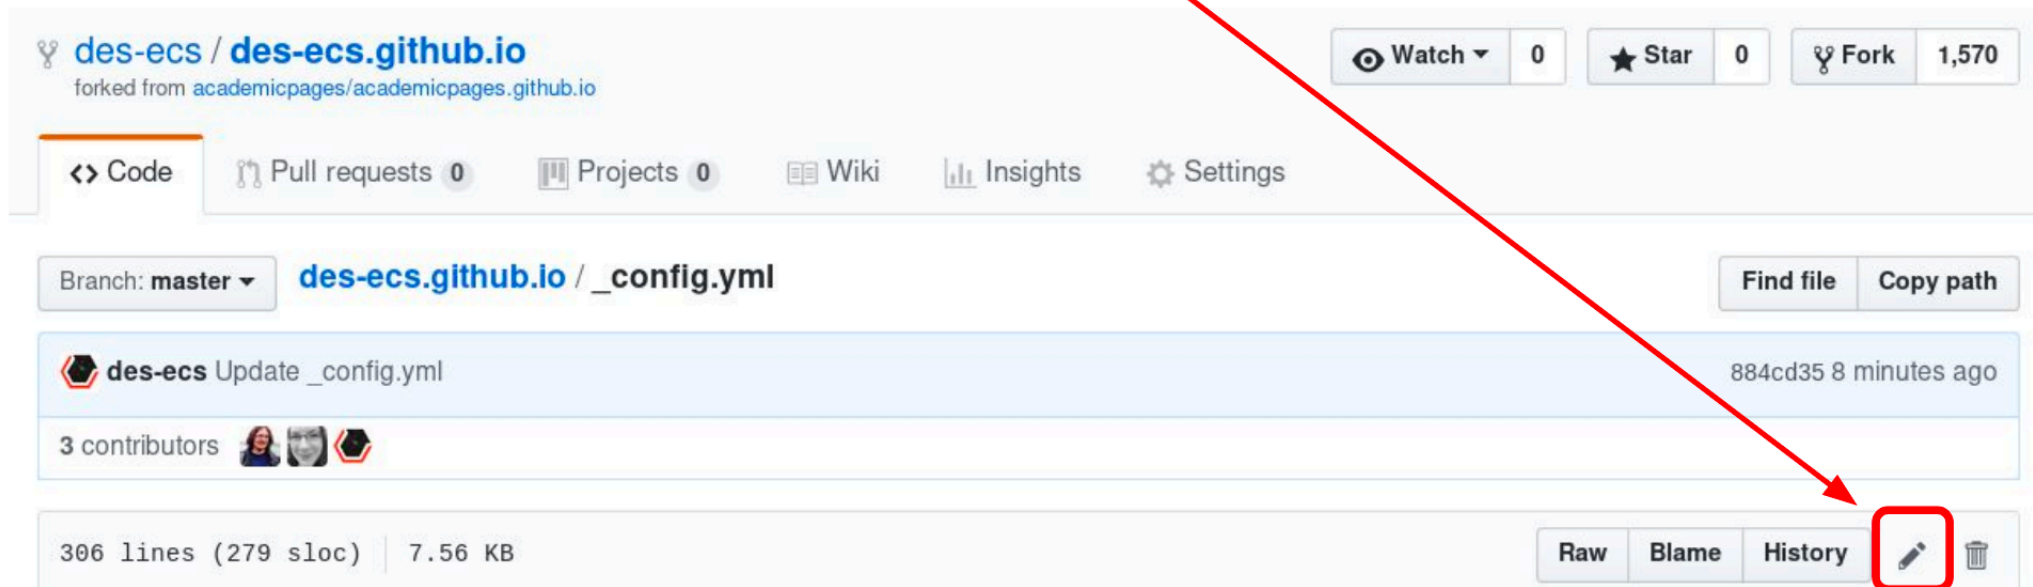 des-ecs / des-ecs.github.io
Watch 0 Star 0 Fork 1,570
forked from academicpages/academicpages.github.io
Code Pull requests 0 Projects 0 Wiki Insights Settings
Branch: master des-ecs.github.io / _config.yml Find file Copy path
des-ecs Update _config.yml 884cd35 8 minutes ago
3 contributors
306 lines (279 sloc) 7.56 KB Raw Blame History